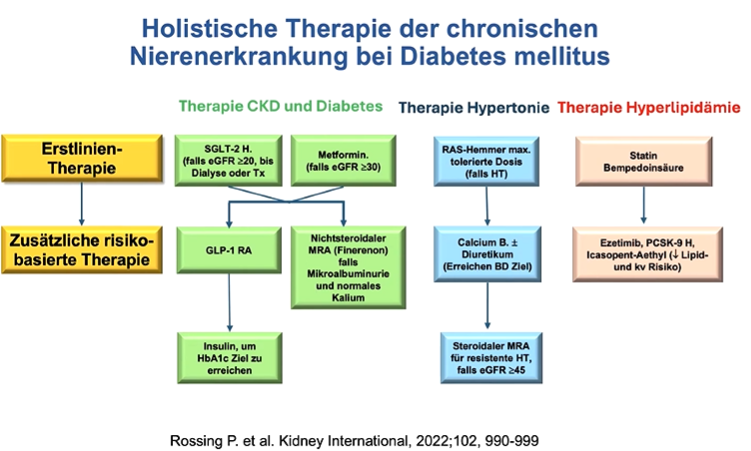 Holistische Therapie der chronischen
Nierenerkrankung bei Diabetes mellitus
Therapie CKD und Diabetes
Therapie Hypertonie
Therapie Hyperlipidämie
Erstlinien-
Therapie
SGLT-2 H.
(falls eGFR ≥20, bis
Dialyse oder Tx
Metformin.
(falls eGFR ≥30)
RAS-Hemmer max.
tolerierte Dosis
(falls HT)
Statin
Bempedoinsäure
Zusätzliche risiko-
basierte Therapie
GLP-1 RA
Nichtsteroidaler
MRA (Finerenon)
falls
Mikroalbuminurie
und normales
Kalium
Calcium B. ±
Diuretikum
(Erreichen BD Ziel)
Ezetimib, PCSK-9 H,
Icasopent-Aethyl (↓ Lipid-
und kv Risiko)
Insulin, um
HbA1c Ziel zu
erreichen
Steroidaler MRA
für resistente HT,
falls eGFR ≥45
Rossing P. et al. Kidney International, 2022;102, 990-999